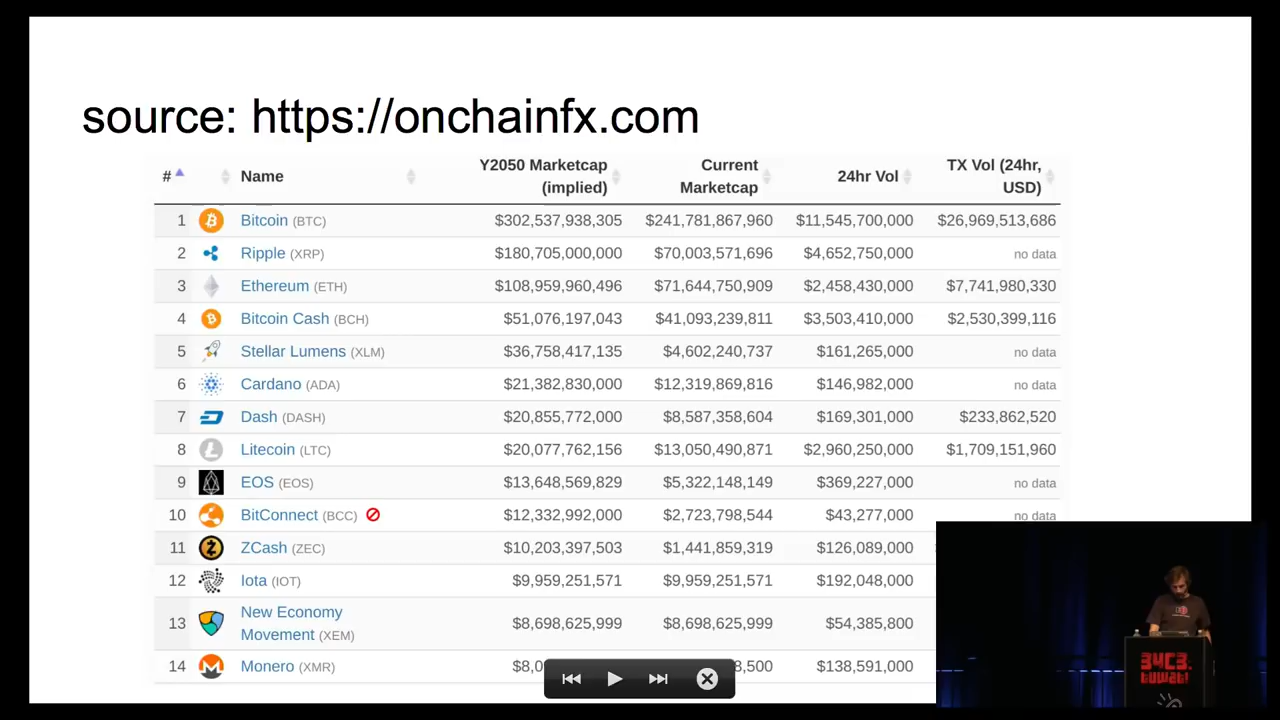 source: https://onchainfx.com
# Name Y2050 Marketcap (implied) Current Marketcap 24hr Vol TX Vol (24hr, USD)
1 Bitcoin (BTC) $302,537,938,305 $241,781,867,960 $11,545,700,000 $26,969,513,686
2 Ripple (XRP) $180,705,000,000 $70,003,571,696 $4,652,750,000 no data
3 Ethereum (ETH) $108,959,960,496 $71,644,750,909 $2,458,430,000 $7,741,980,330
4 Bitcoin Cash (BCH) $51,076,197,043 $41,093,239,811 $3,503,410,000 $2,530,399,116
5 Stellar Lumens (XLM) $36,758,417,135 $4,602,240,737 $161,265,000 no data
6 Cardano (ADA) $21,382,830,000 $12,319,869,816 $146,982,000 no data
7 Dash (DASH) $20,855,772,000 $8,587,358,604 $169,301,000 $233,862,520
8 Litecoin (LTC) $20,077,762,156 $13,050,490,871 $2,960,250,000 $1,709,151,960
9 EOS (EOS) $13,648,569,829 $5,322,148,149 $369,227,000 no data
10 BitConnect (BCC) $12,332,992,000 $2,723,798,544 $43,277,000 no data
11 ZCash (ZEC) $10,203,397,503 $1,441,859,319 $126,089,000
12 Iota (IOT) $9,959,251,571 $9,959,251,571 $192,048,000
13 New Economy Movement (XEM) $8,698,625,999 $8,698,625,999 $54,385,800
14 Monero (XMR) $138,591,000
34C3.
tuwat!